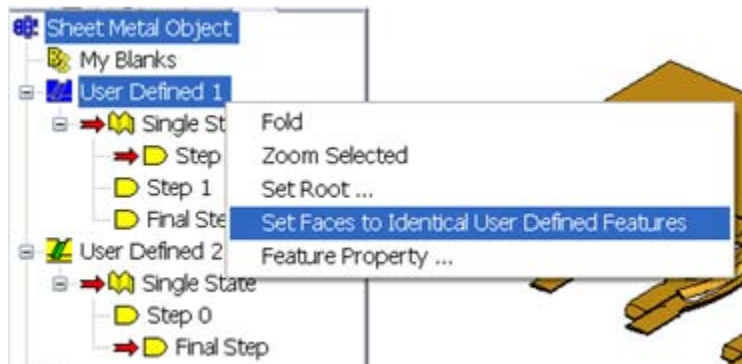 Sheet Metal Object
My Blanks
User Defined 1
Single St
Step
Step 1
Final Ste
User Defined 2
Single State
Step 0
Final Step
Fold
Zoom Selected
Set Root ...
Set Faces to Identical User Defined Features
Feature Property ...